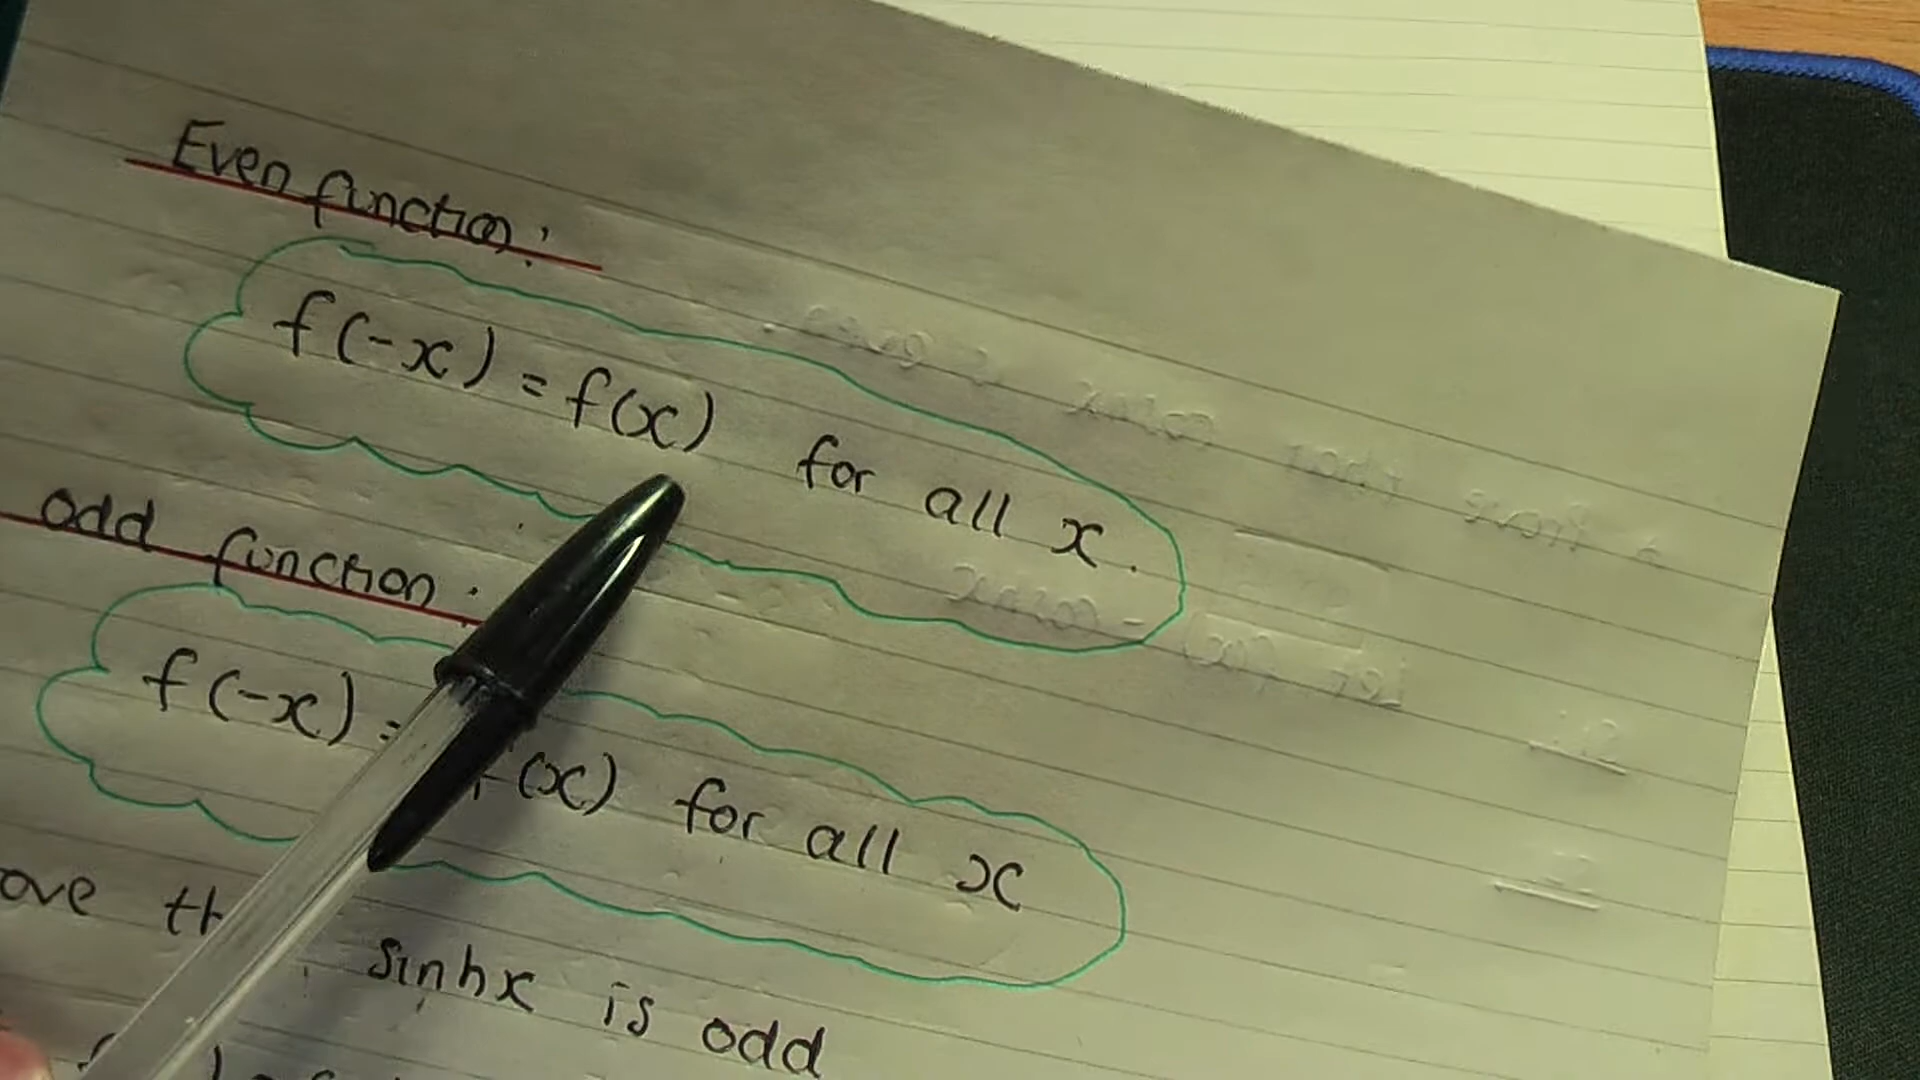 Even function:
f(-x) = f(x) for all x.
odd function:
f(-x) = f(x) for all x
ove th sinhx is odd